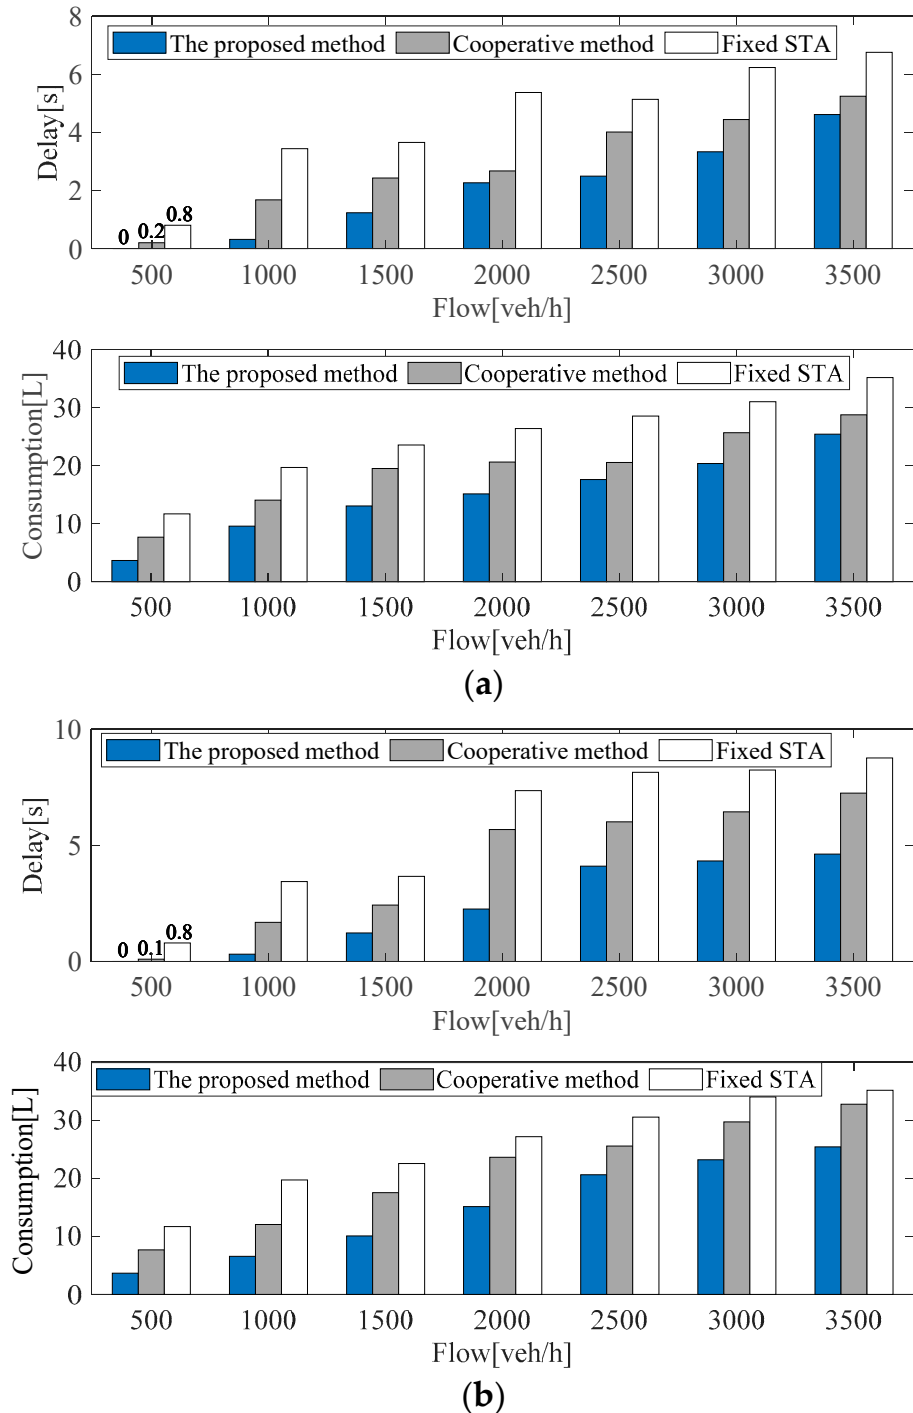 8
The proposed method Cooperative method Fixed STA
6
Delay[s]
4
2
0 0.2 0.8
0
500 1000 1500 2000 2500 3000 3500
Flow[veh/h]
40
The proposed method Cooperative method Fixed STA
30
Consumption[L]
20
10
0
500 1000 1500 2000 2500 3000 3500
Flow[veh/h]
(a)
10
The proposed method Cooperative method Fixed STA
Delay[s]
5
0 0.1 0.8
0
500 1000 1500 2000 2500 3000 3500
Flow[veh/h]
40
The proposed method Cooperative method Fixed STA
30
Consumption[L]
20
10
0
500 1000 1500 2000 2500 3000 3500
Flow[veh/h]
(b)